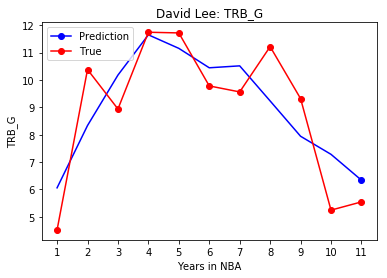 David Lee: TRB_G
Prediction
True
12
11
10
9
8
7
6
5
TRB_G
1 2 3 4 5 6 7 8 9 10 11
Years in NBA